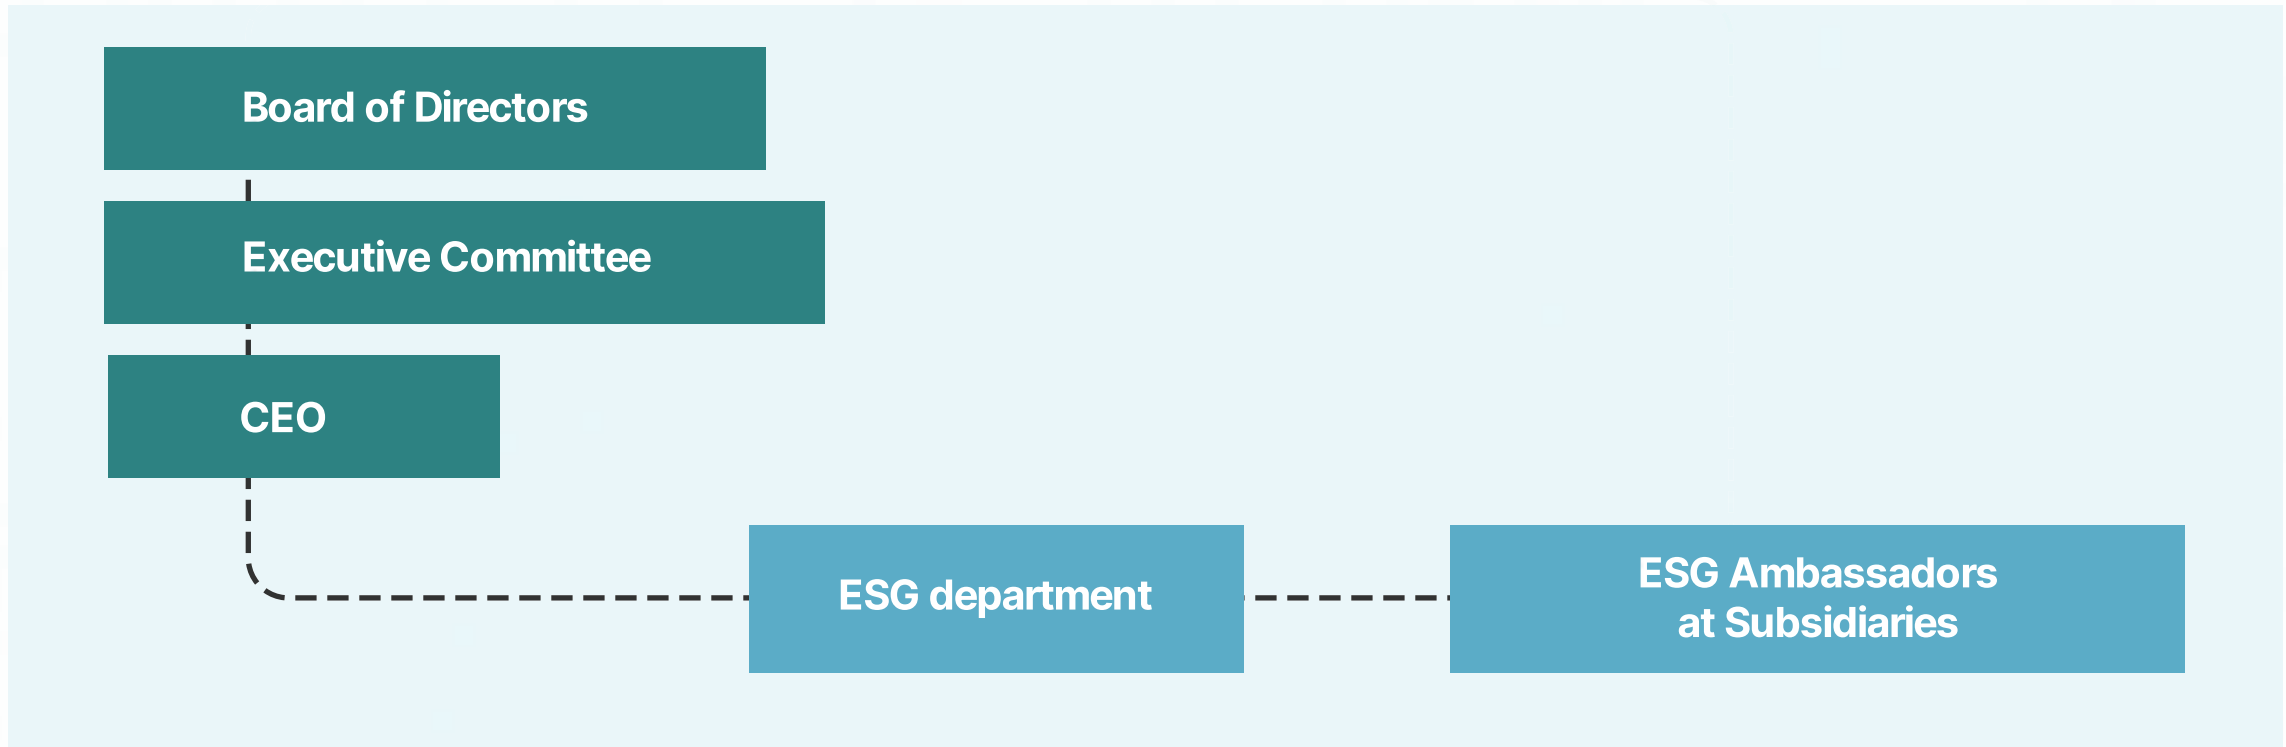 Board of Directors
Executive Committee
CEO
ESG department
ESG Ambassadors
at Subsidiaries